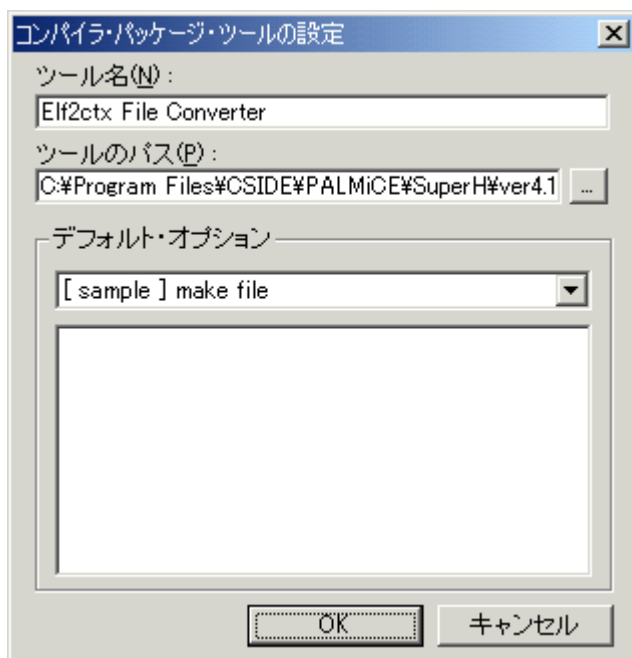 コンパイラ・パッケージ・ツールの設定
ツール名(N) :
Elf2ctx File Converter
ツールのパス(P) :
C:¥Program Files¥CSIDE¥PALMiCE¥SuperH¥ver4.1
...
デフォルト・オプション
[ sample ] make file
OK
キャンセル